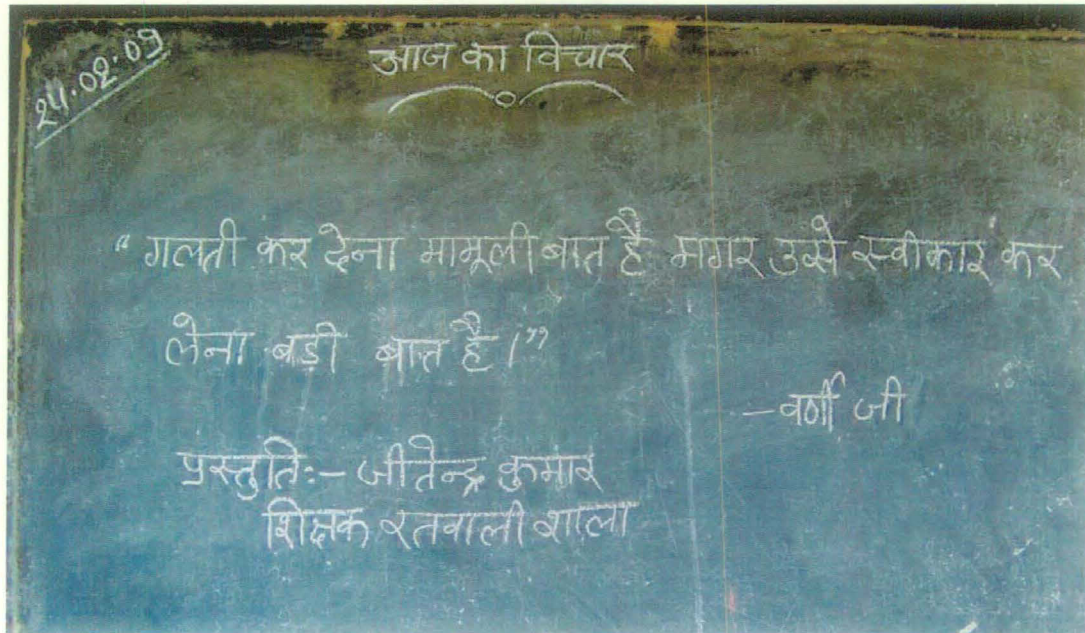 24.02.09
आज का विचार
“गलती कर देना मामूली बात है मगर उसे स्वीकार कर
लेना बड़ी बात है।”
—वर्णी जी
प्रस्तुतिः— जीतेन्द्र कुमार
शिक्षक रतवाली शाला